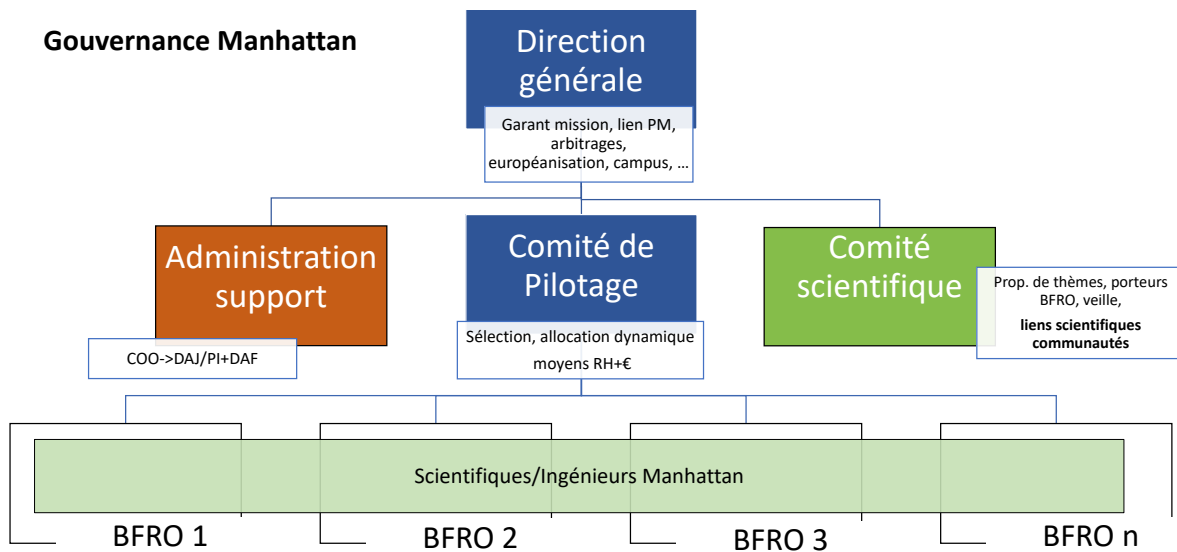 Gouvernance Manhattan
Direction
générale
Garant mission, lien PM,
arbitrages,
européanisation, campus, ...
Administration
support
COO->DAJ/PI+DAF
Comité de
Pilotage
Sélection, allocation dynamique
moyens RH+€
Comité
scientifique
Prop. de thèmes, porteurs
BFRO, veille,
liens scientifiques
communautés
Scientifiques/Ingénieurs Manhattan
BFRO 1
BFRO 2
BFRO 3
BFRO n